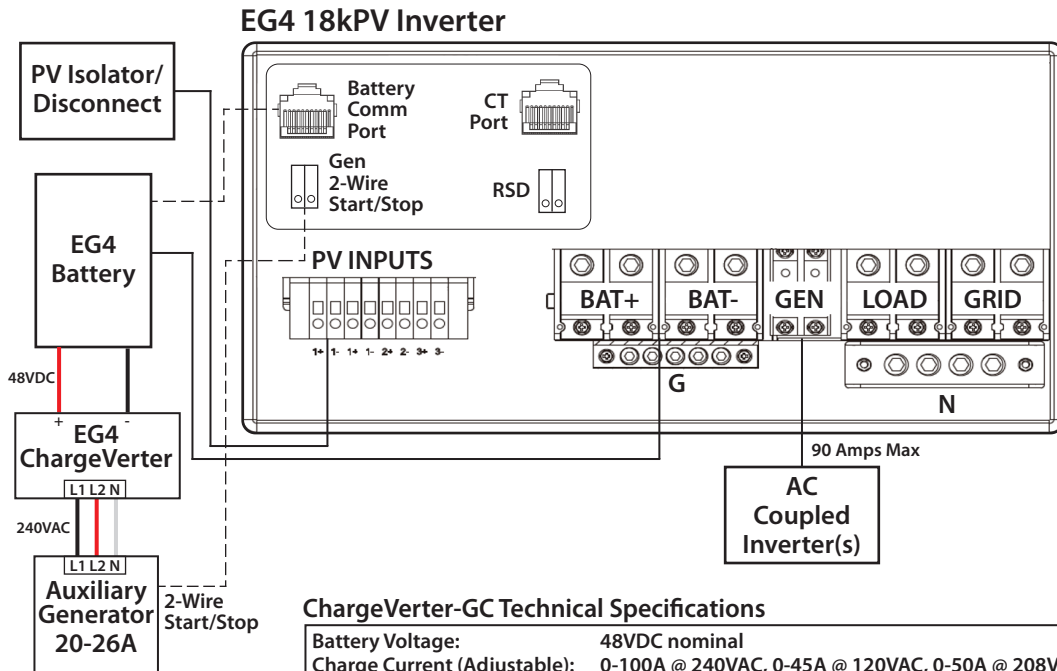 EG4 18kPV Inverter
PV Isolator/
Disconnect
Battery
Comm
Port
CT
Port
Gen
2-Wire
Start/Stop
RSD
EG4
Battery
PV INPUTS
1+ 1- 1+ 1- 2+ 2- 3+ 3-
BAT+ BAT- GEN LOAD GRID
G
N
48VDC
+ -
EG4
ChargeVerter
L1 L2 N
90 Amps Max
AC
Coupled
Inverter(s)
240VAC
L1 L2 N
Auxiliary
Generator
20-26A
2-Wire
Start/Stop
ChargeVerter-GC Technical Specifications
Battery Voltage: 48VDC nominal
Charge Current (Adjustable): 0-100A @ 240VAC, 0-45A @ 120VAC, 0-50A @ 208V